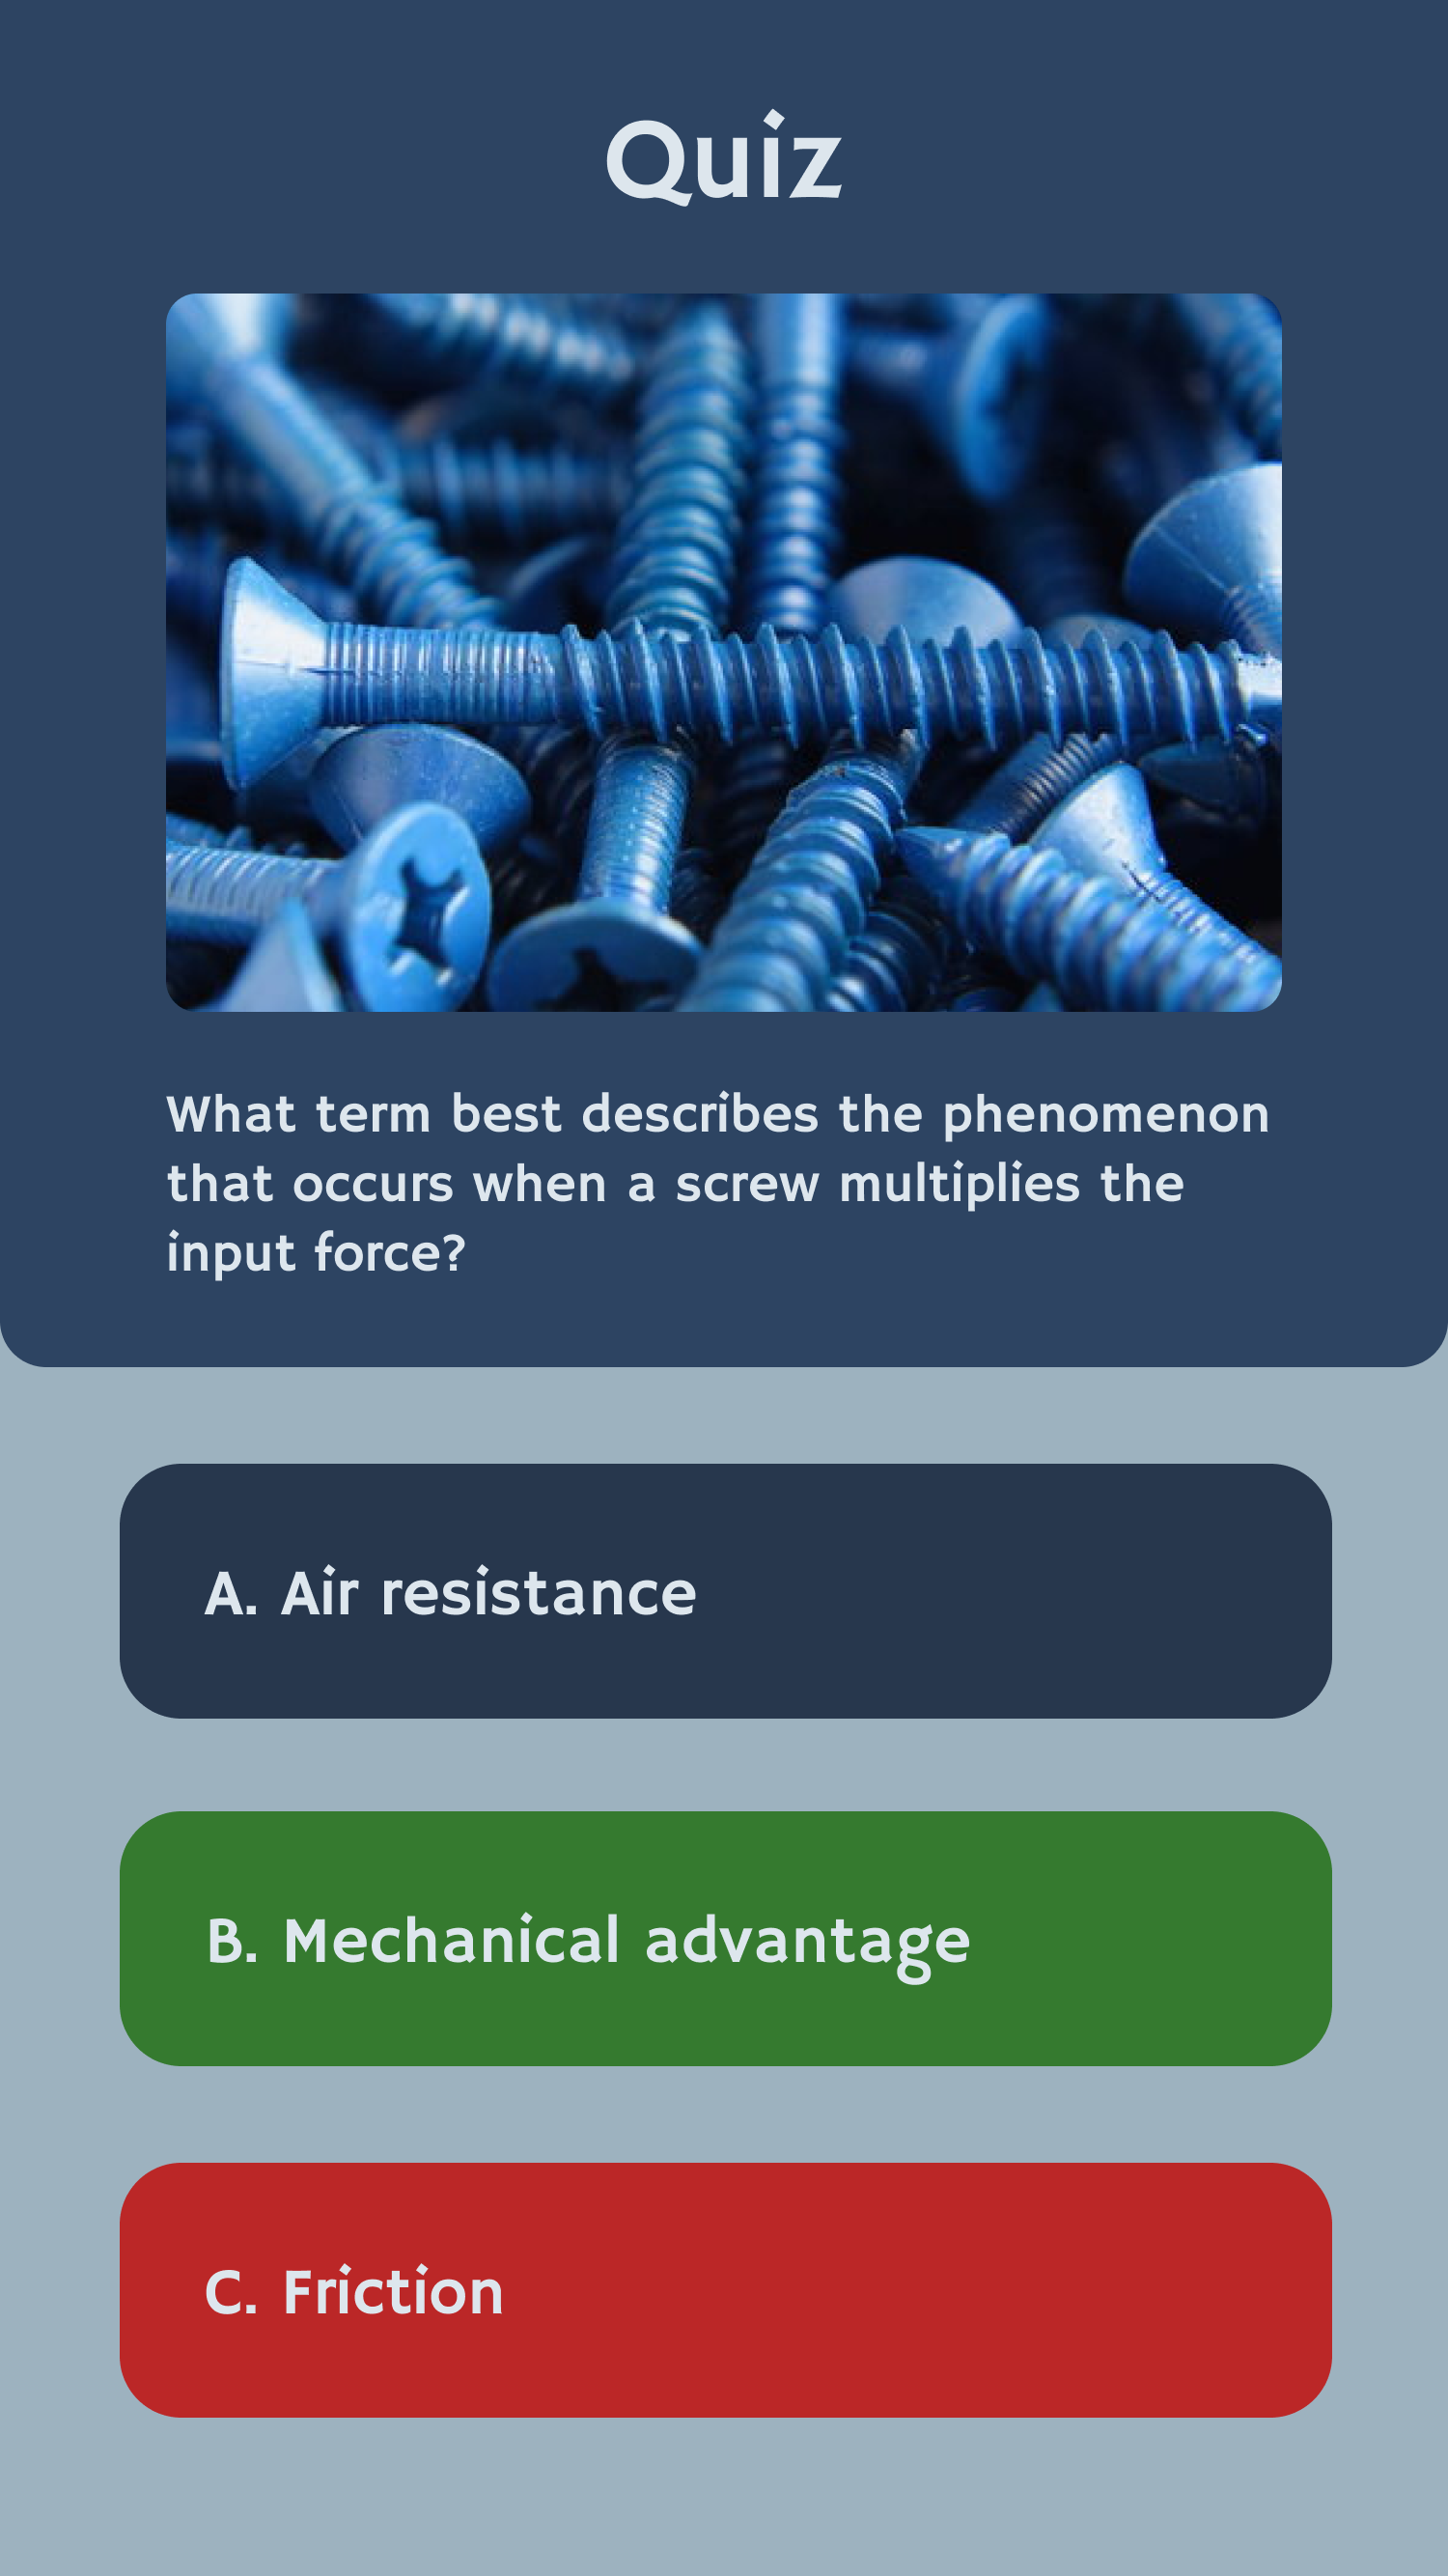 Quiz
What term best describes the phenomenon
that occurs when a screw multiplies the
input force?
A. Air resistance
B. Mechanical advantage
C. Friction